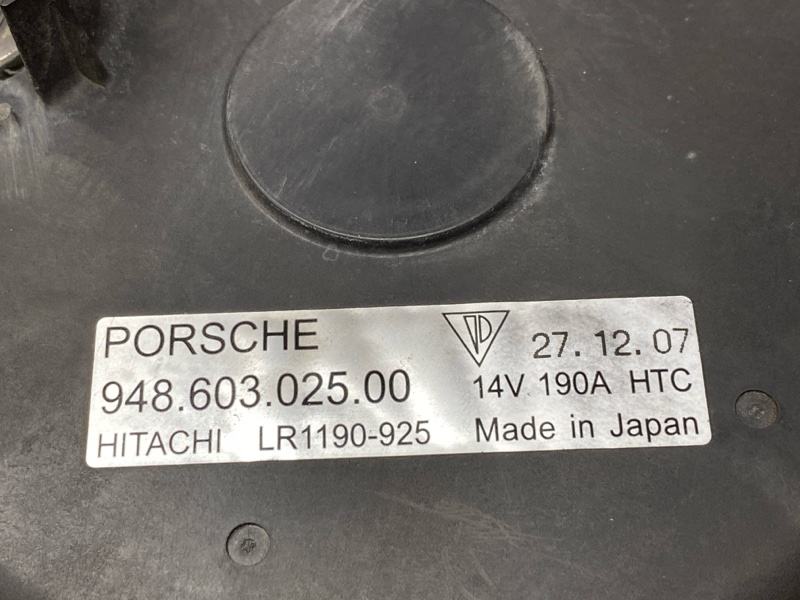 PORSCHE 27.12.07
948.603.025.00 14V 190A HTC
HITACHI LR1190-925 Made in Japan